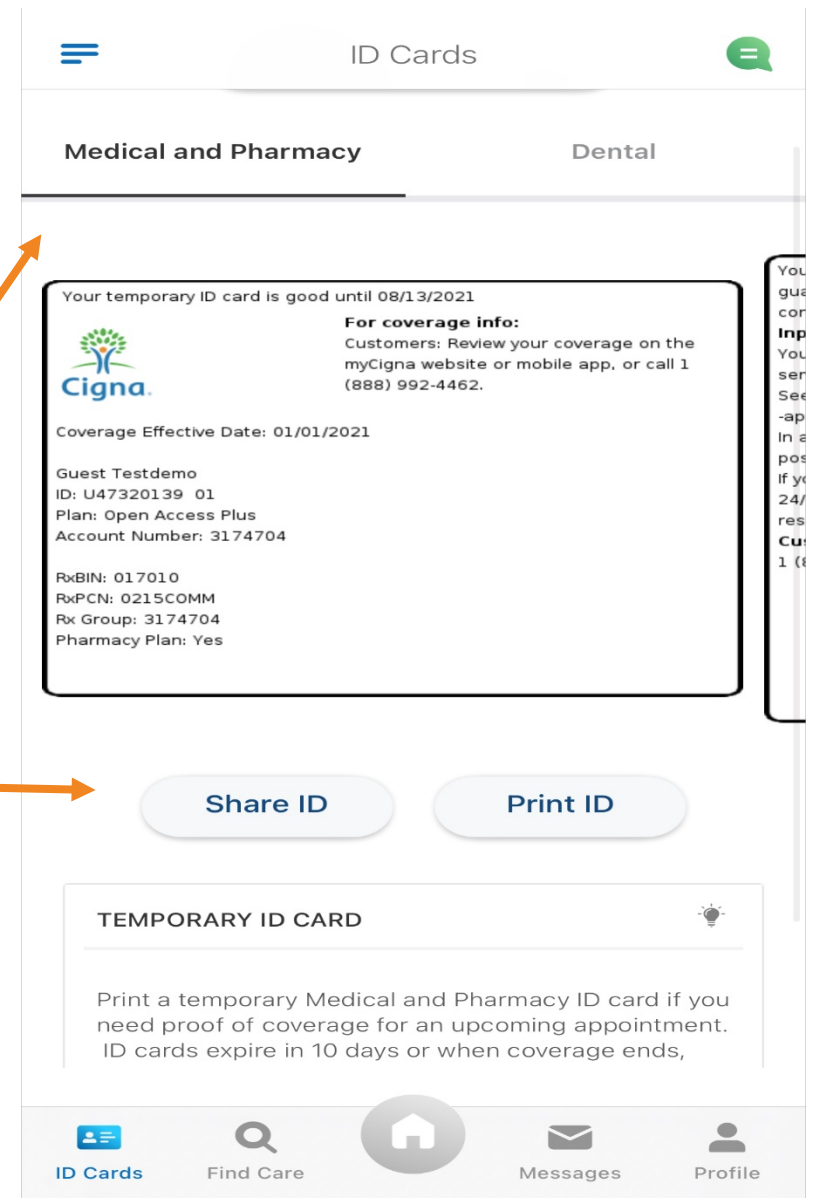 ID Cards
Medical and Pharmacy
Dental
Your temporary ID card is good until 08/13/2021
Cigna.
For coverage info:
Customers: Review your coverage on the
myCigna website or mobile app, or call 1
(888) 992-4462.
Coverage Effective Date: 01/01/2021
Guest Testdemo
ID: U47320139 01
Plan: Open Access Plus
Account Number: 3174704
RxBIN: 017010
RxPCN: 0215COMM
Rx Group: 3174704
Pharmacy Plan: Yes
24/
1 (8
Share ID
Print ID
TEMPORARY ID CARD
Print a temporary Medical and Pharmacy ID card if you
need proof of coverage for an upcoming appointment.
ID cards expire in 10 days or when coverage ends,
ID Cards
Find Care
Messages
Profile